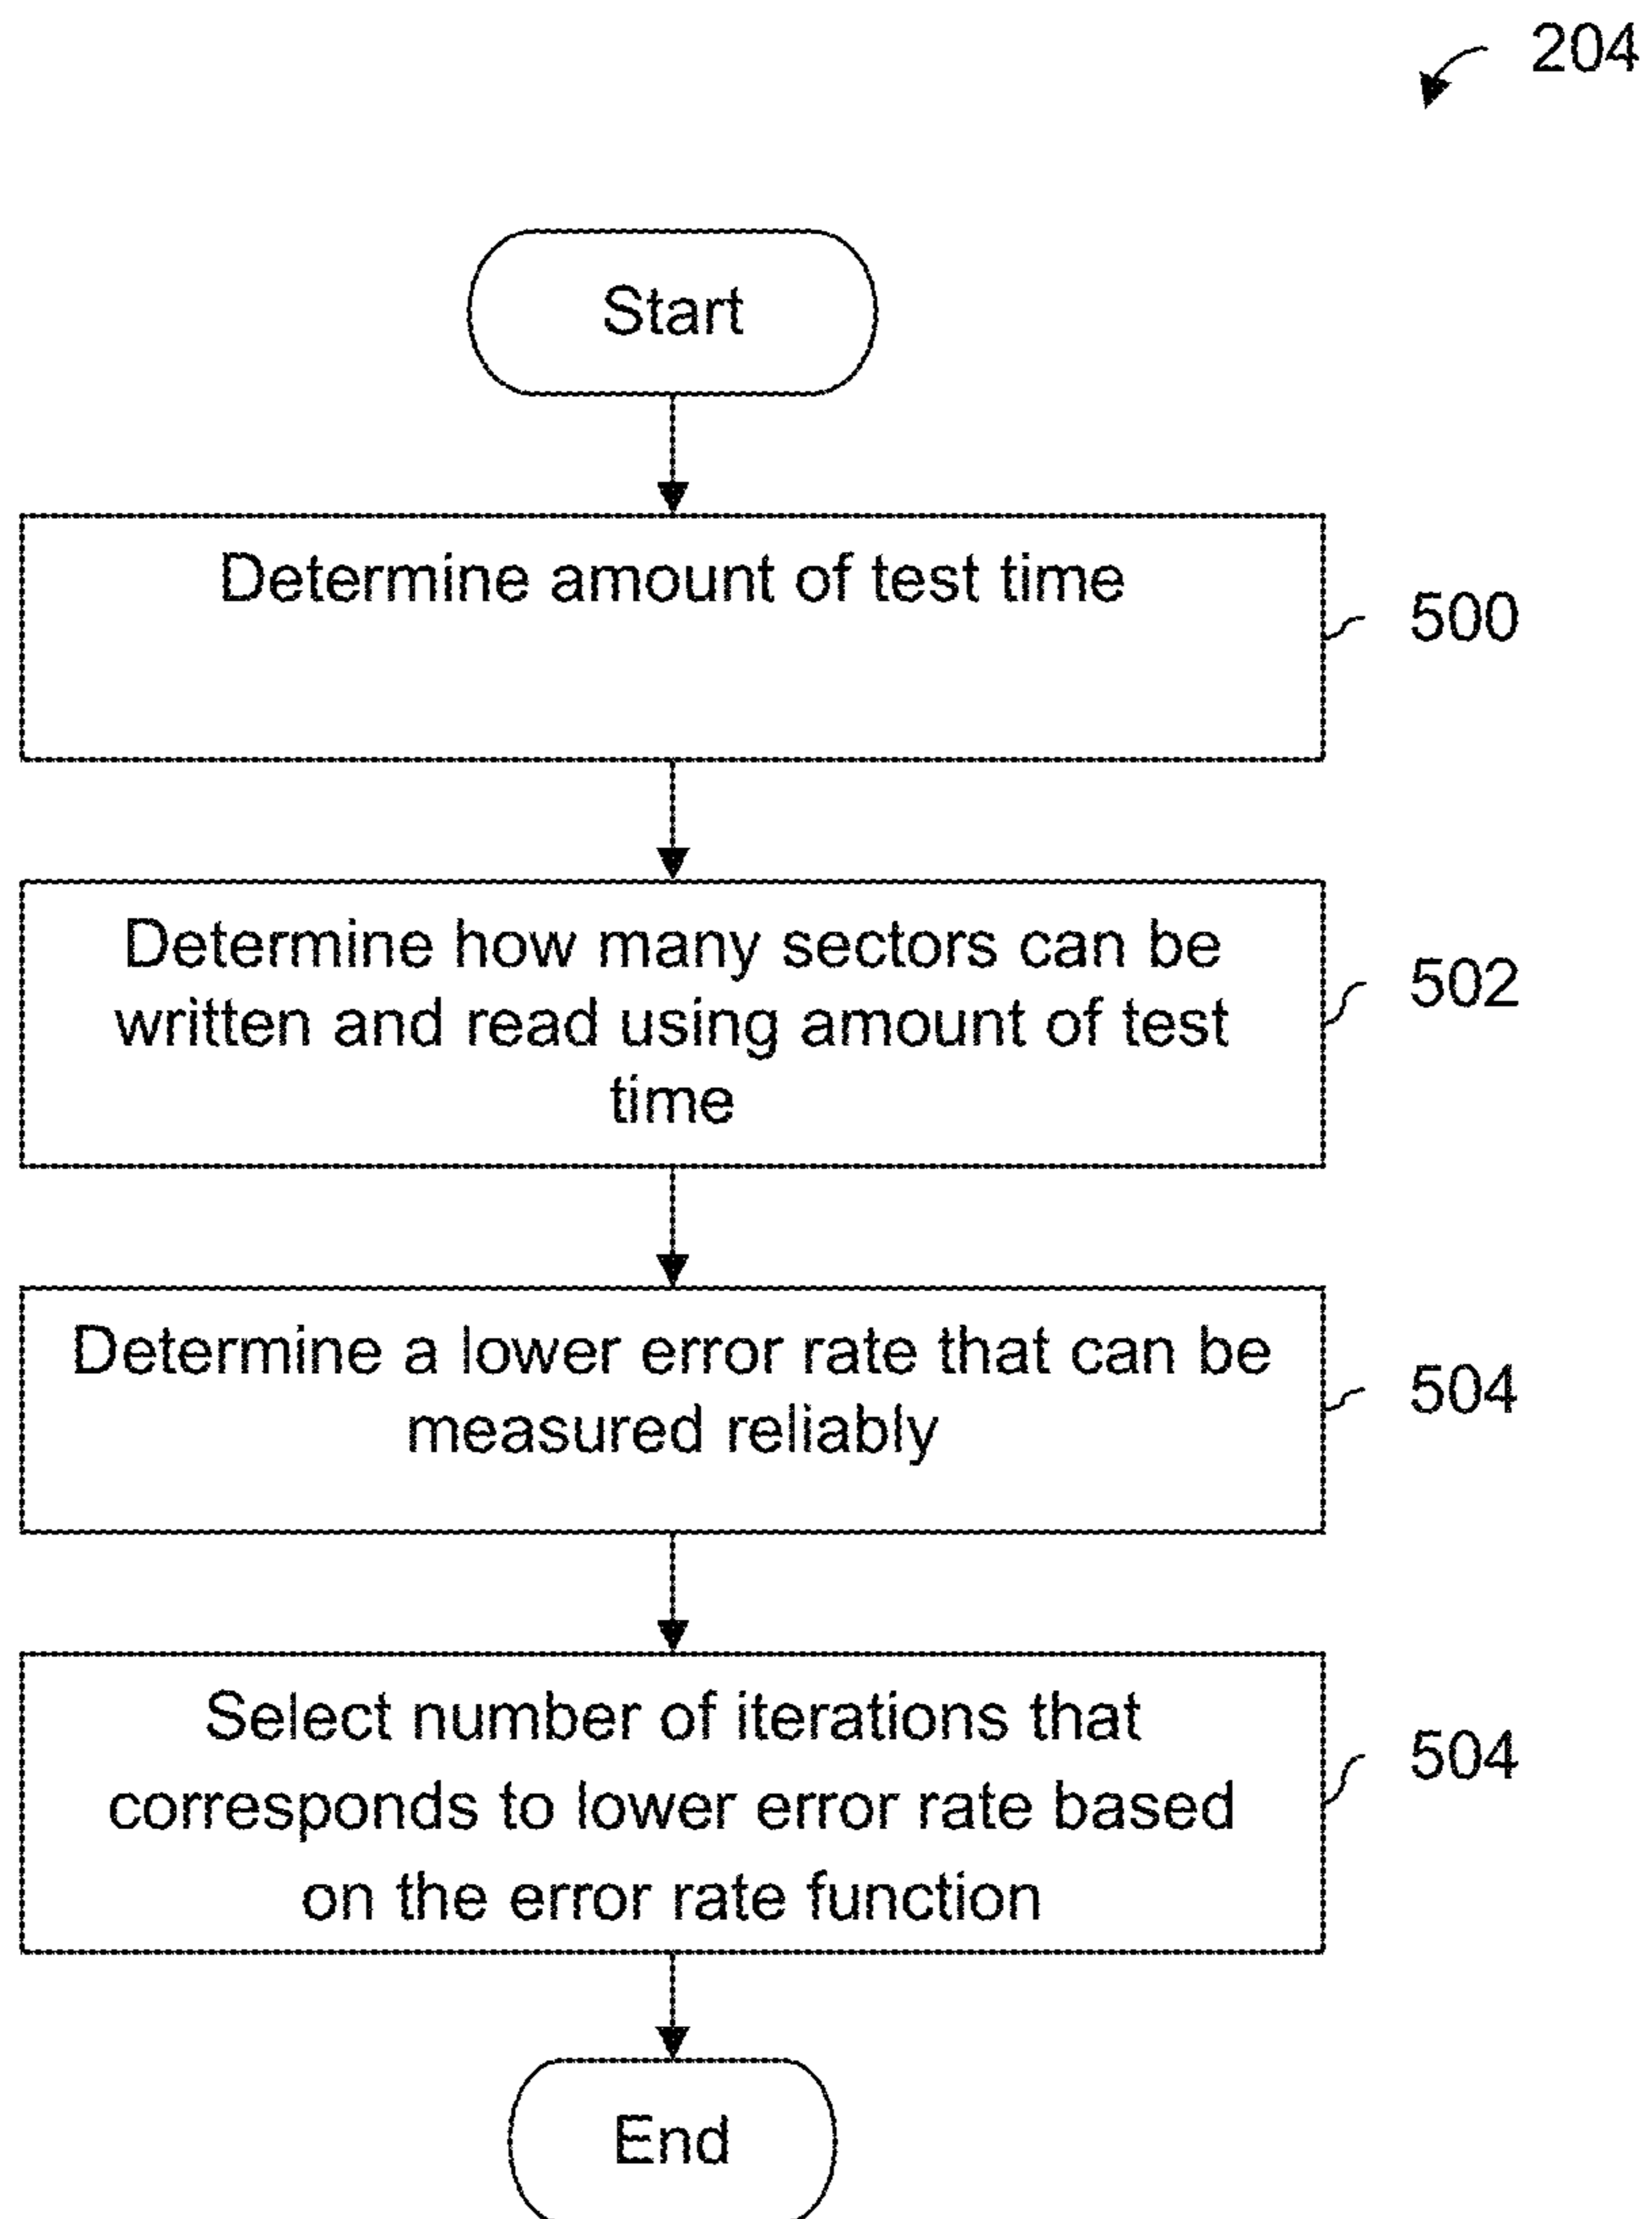 204
Start
Determine amount of test time
500
Determine how many sectors can be
written and read using amount of test
time
502
Determine a lower error rate that can be
measured reliably
504
Select number of iterations that
corresponds to lower error rate based
on the error rate function
504
End